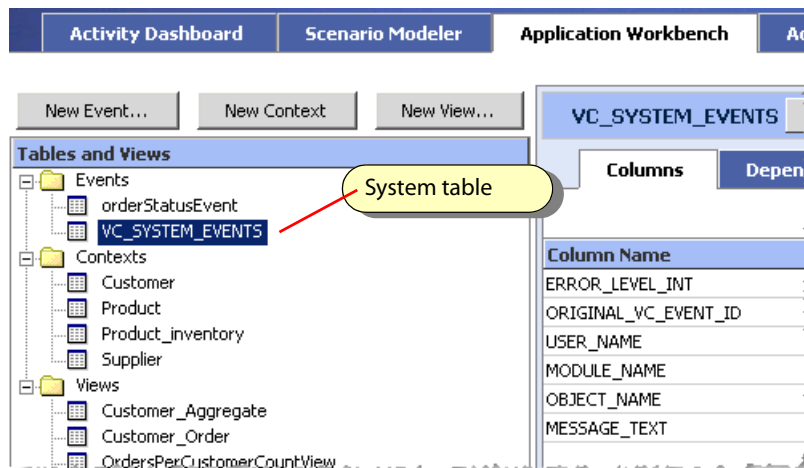 Activity Dashboard Scenario Modeler Application Workbench
New Event... New Context New View... VC_SYSTEM_EVENTS
Tables and Views
Columns
Events
System table
orderStatusEvent
VC_SYSTEM_EVENTS
Contexts
Column Name
Customer
ERROR_LEVEL_INT
Product
ORIGINAL_VC_EVENT_ID
Product_inventory
USER_NAME
Supplier
MODULE_NAME
Views
OBJECT_NAME
Customer_Aggregate
MESSAGE_TEXT
Customer_Order
OrdersPerCustomerCountView